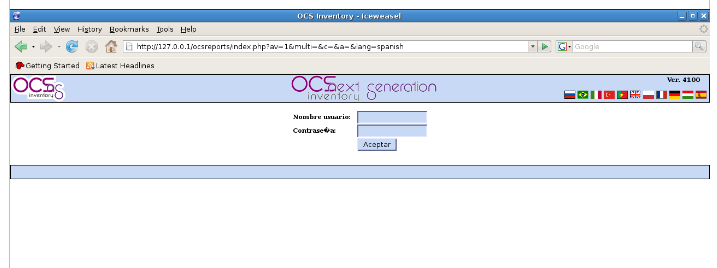 OCS Inventory - Iceweasel
File Edit View History Bookmarks Tools Help
http://127.0.0.1/ocsreports/index.php?av=1&multi=&c=&a=&lang=spanish
Google
Getting Started Latest Headlines
OCS inventory
OCS next generation inventory
Ver. 4100
Nombre usuario:
Contrase�a:
Aceptar